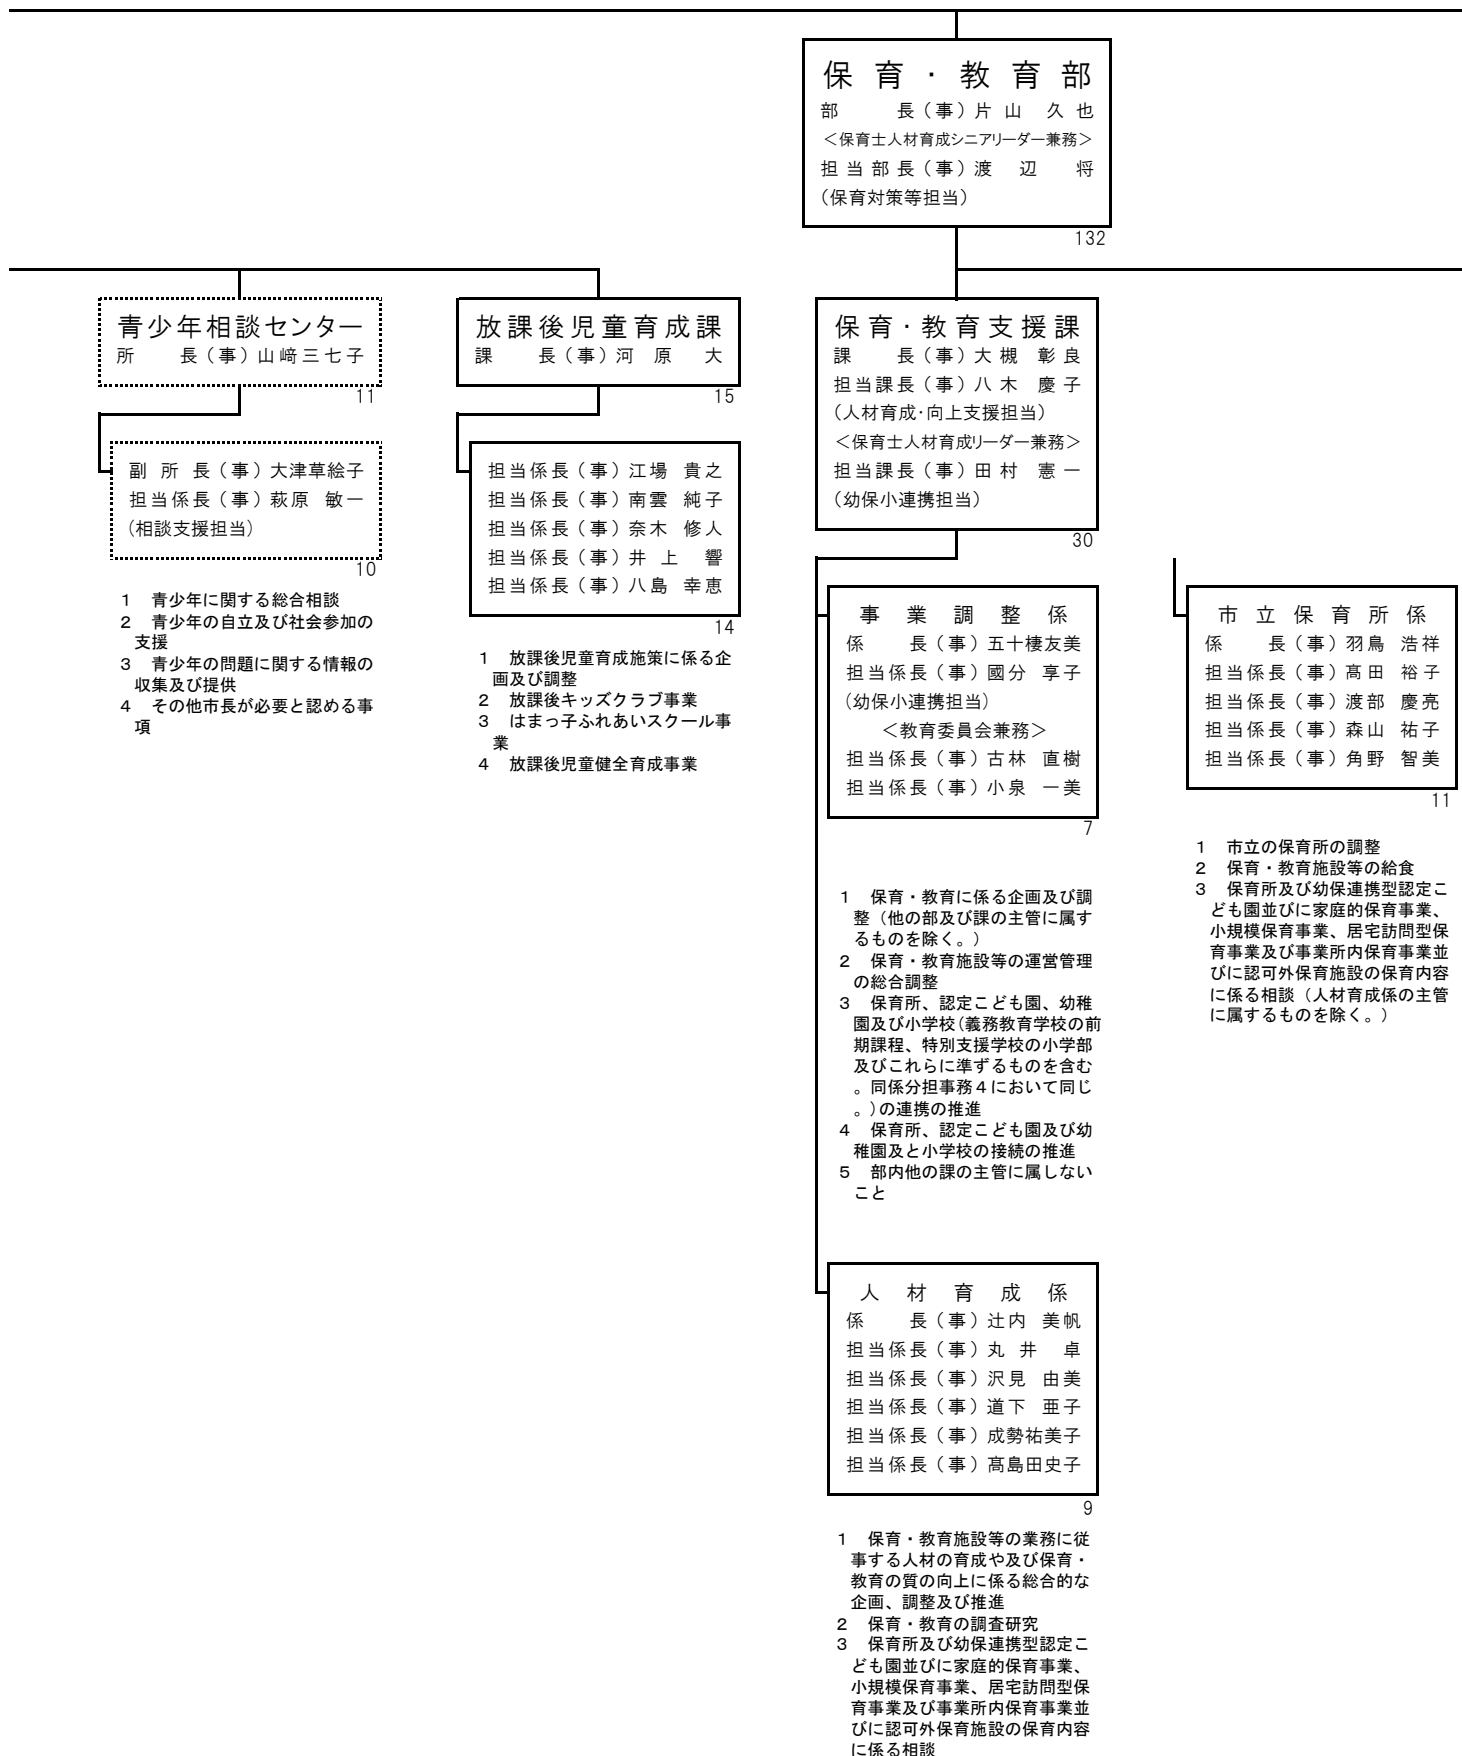 保育・教育部
部長（事）片山久也
＜保育士人材育成シニアリーダー兼務＞
担当部長（事）渡辺将
（保育対策等担当）
132
青少年相談センター
所長（事）山﨑三七子
11
副所長（事）大津草絵子
担当係長（事）萩原敏一
（相談支援担当）
10
1　青少年に関する総合相談
2　青少年の自立及び社会参加の
支援
3　青少年の問題に関する情報の
収集及び提供
4　その他市長が必要と認める事
項
放課後児童育成課
課長（事）河原大
15
担当係長（事）江場貴之
担当係長（事）南雲純子
担当係長（事）奈木修人
担当係長（事）井上響
担当係長（事）八島幸恵
14
1　放課後児童育成施策に係る企
画及び調整
2　放課後キッズクラブ事業
3　はまっ子ふれあいスクール事
業
4　放課後児童健全育成事業
保育・教育支援課
課長（事）大槻彰良
担当課長（事）八木慶子
（人材育成・向上支援担当）
＜保育士人材育成リーダー兼務＞
担当課長（事）田村憲一
（幼保小連携担当）
30
事業調整係
係長（事）五十棲友美
担当係長（事）國分享子
（幼保小連携担当）
＜教育委員会兼務＞
担当係長（事）古林直樹
担当係長（事）小泉一美
7
1　保育・教育に係る企画及び調
整（他の部及び課の主管に属す
るものを除く。）
2　保育・教育施設等の運営管理
の総合調整
3　保育所、認定こども園、幼稚
園及び小学校（義務教育学校の前
期課程、特別支援学校の小学部
及びこれらに準ずるものを含む
。同係分担事務４において同じ
。）の連携の推進
4　保育所、認定こども園及び幼
稚園及と小学校の接続の推進
5　部内他の課の主管に属しない
こと
人材育成係
係長（事）辻内美帆
担当係長（事）丸井卓
担当係長（事）沢見由美
担当係長（事）道下亜子
担当係長（事）成勢祐美子
担当係長（事）髙島田史子
9
1　保育・教育施設等の業務に従
事する人材の育成や及び保育・
教育の質の向上に係る総合的な
企画、調整及び推進
2　保育・教育の調査研究
3　保育所及び幼保連携型認定こ
ども園並びに家庭的保育事業、
小規模保育事業、居宅訪問型保
育事業及び事業所内保育事業並
びに認可外保育施設の保育内容
に係る相談
市立保育所係
係長（事）羽鳥浩祥
担当係長（事）髙田裕子
担当係長（事）渡部慶亮
担当係長（事）森山祐子
担当係長（事）角野智美
11
1　市立の保育所の調整
2　保育・教育施設等の給食
3　保育所及び幼保連携型認定こ
ども園並びに家庭的保育事業、
小規模保育事業、居宅訪問型保
育事業及び事業所内保育事業並
びに認可外保育施設の保育内容
に係る相談（人材育成係の主管
に属するものを除く。）